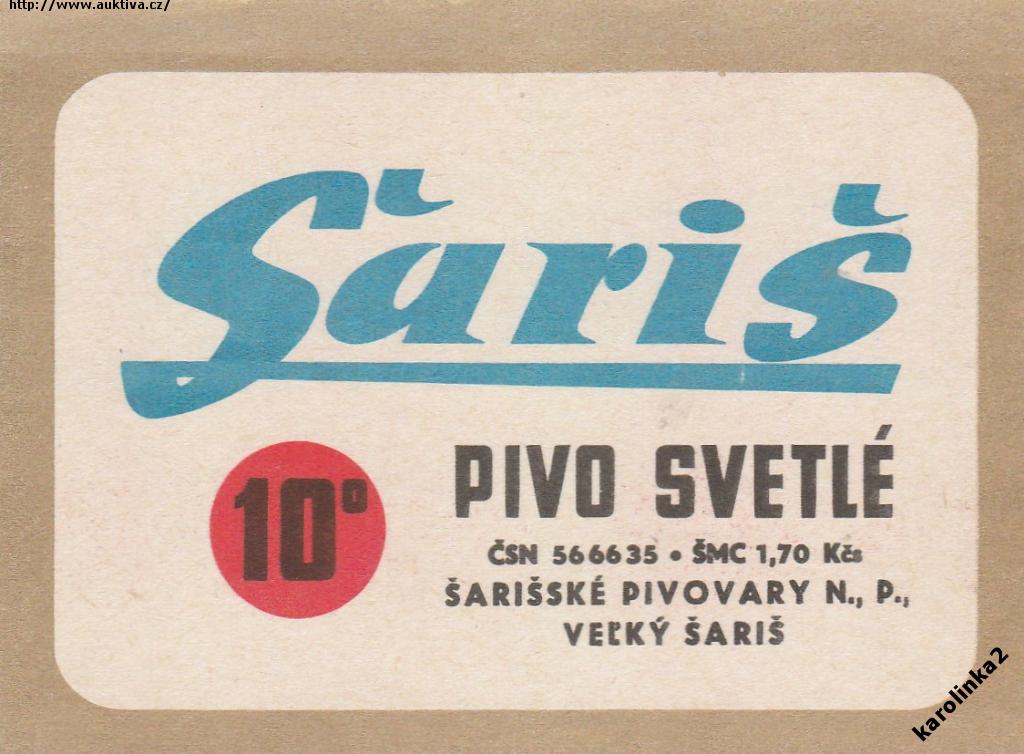 http://www.auktiva.cz/
Šariš
10°
PIVO SVETLÉ
ČSN 566635 • ŠMC 1,70 Kčs
ŠARIŠSKÉ PIVOVARY N., P.,
VEĽKÝ ŠARIŠ
karolinka2